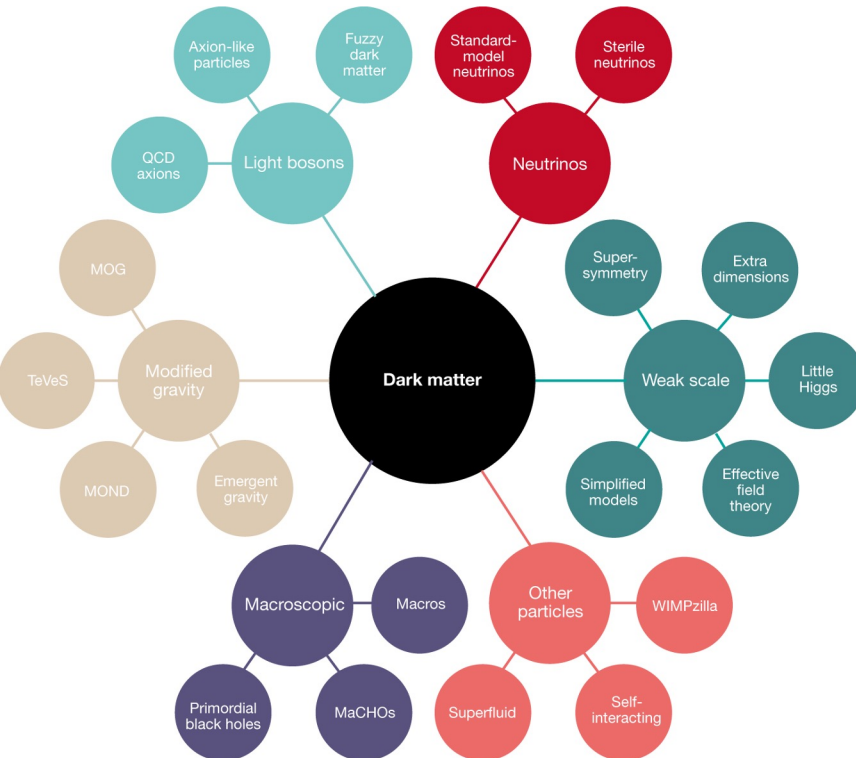 Axion-like
particles
Fuzzy
dark
matter
QCD
axions
Light bosons
Standard-
model
neutrinos
Sterile
neutrinos
Neutrinos
MOG
TeVeS
Modified
gravity
MOND
Emergent
gravity
Dark matter
Super-
symmetry
Extra
dimensions
Weak scale
Little
Higgs
Simplified
models
Effective
field
theory
Macroscopic
Macros
Primordial
black holes
MaCHOs
Other
particles
WIMPzilla
Superfluid
Self-
interacting